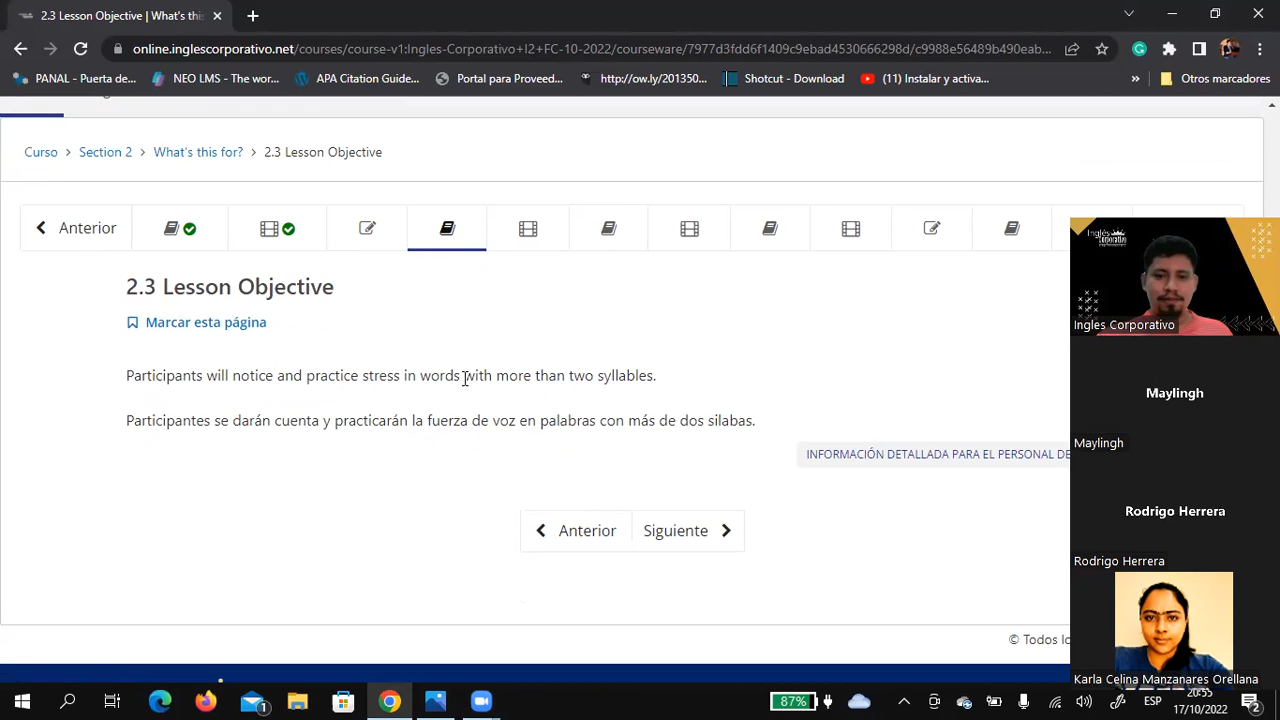 2.3 Lesson Objective | What's this
online.inglescorporativo.net/courses/course-v1:Ingles-Corporativo+I2+FC-10-2022/courseware/7977d3fdd6f1409c9ebad4530666298d/c9988e56489b490eab...
PANAL - Puerta de...
NEO LMS - The wor...
APA Citation Guide...
Portal para Proveed...
http://ow.ly/201350...
Shotcut - Download
(11) Instalar y activa...
»
Otros marcadores
Curso > Section 2 > What's this for? > 2.3 Lesson Objective
Anterior
2.3 Lesson Objective
Marcar esta página
Participants will notice and practice stress in words with more than two syllables.
Participantes se darán cuenta y practicarán la fuerza de voz en palabras con más de dos silabas.
INFORMACIÓN DETALLADA PARA EL PERSONAL DE
Anterior
Siguiente
© Todos lo
Inglés
Corporativo
Ingles Corporativo
Maylingh
Maylingh
Rodrigo Herrera
Rodrigo Herrera
Karla Celina Manzanares Orellana
1
87%
ESP
20:55
17/10/2022
2